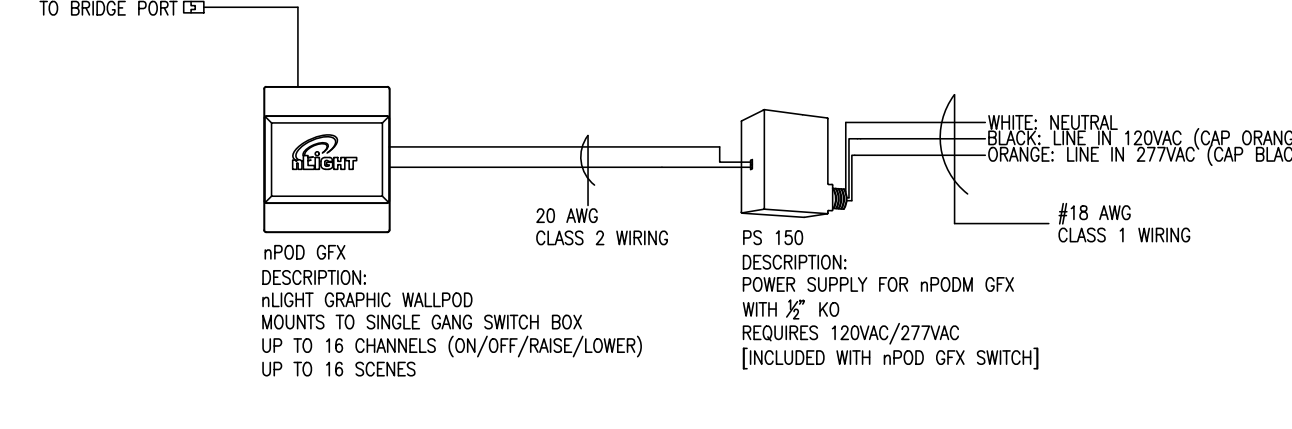 TO BRIDGE PORT
nLIGHT
WHITE: NEUTRAL
BLACK: LINE IN 120VAC (CAP
ORANGE: LINE IN 277VAC (CAP
20 AWG
CLASS 2 WIRING
#18 AWG
CLASS 1 WIRING
nPOD GFX
DESCRIPTION:
nLIGHT GRAPHIC WALLPOD
MOUNTS TO SINGLE GANG SWITCH BOX
UP TO 16 CHANNELS (ON/OFF/RAISE/LOWER)
UP TO 16 SCENES
PS 150
DESCRIPTION:
POWER SUPPLY FOR nPODM GFX
WITH ½" KO
REQUIRES 120VAC/277VAC
[INCLUDED WITH nPOD GFX SWITCH]